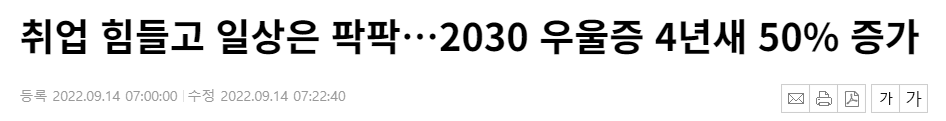 취업 힘들고 일상은 팍팍…2030 우울증 4년새 50% 증가
등록 2022.09.14 07:00:00 | 수정 2022.09.14 07:22:40 가 가